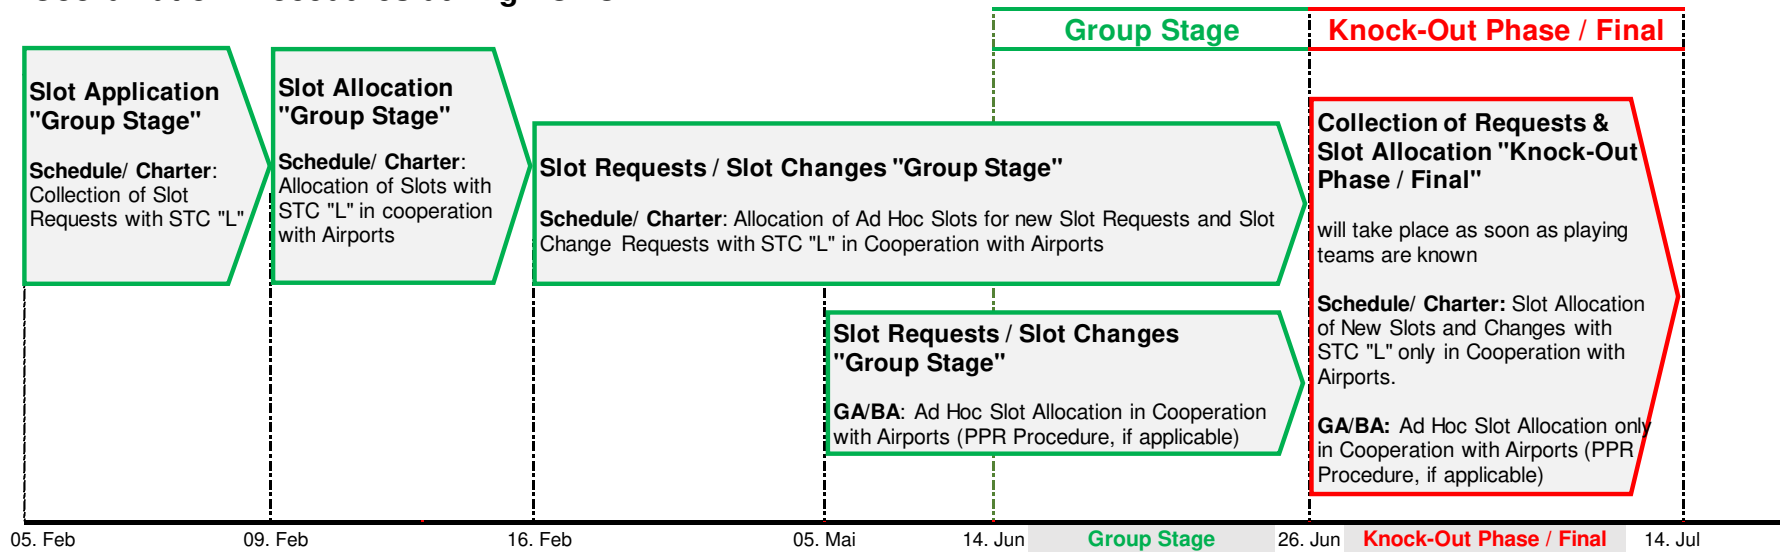 Group Stage
Knock-Out Phase / Final
Slot Application
"Group Stage"
Schedule/ Charter:
Collection of Slot
Requests with STC "L"
Slot Allocation
"Group Stage"
Schedule/ Charter:
Allocation of Slots with
STC "L" in cooperation
with Airports
Slot Requests / Slot Changes "Group Stage"
Schedule/ Charter: Allocation of Ad Hoc Slots for new Slot Requests and Slot
Change Requests with STC "L" in Cooperation with Airports
Slot Requests / Slot Changes
"Group Stage"
GA/BA: Ad Hoc Slot Allocation in Cooperation
with Airports (PPR Procedure, if applicable)
Collection of Requests &
Slot Allocation "Knock-Out
Phase / Final"
will take place as soon as playing
teams are known
Schedule/ Charter: Slot Allocation
of New Slots and Changes with
STC "L" only in Cooperation with
Airports.
GA/BA: Ad Hoc Slot Allocation only
in Cooperation with Airports (PPR
Procedure, if applicable)
05. Feb
09. Feb
16. Feb
05. Mai
14. Jun
Group Stage
26. Jun
Knock-Out Phase / Final
14. Jul